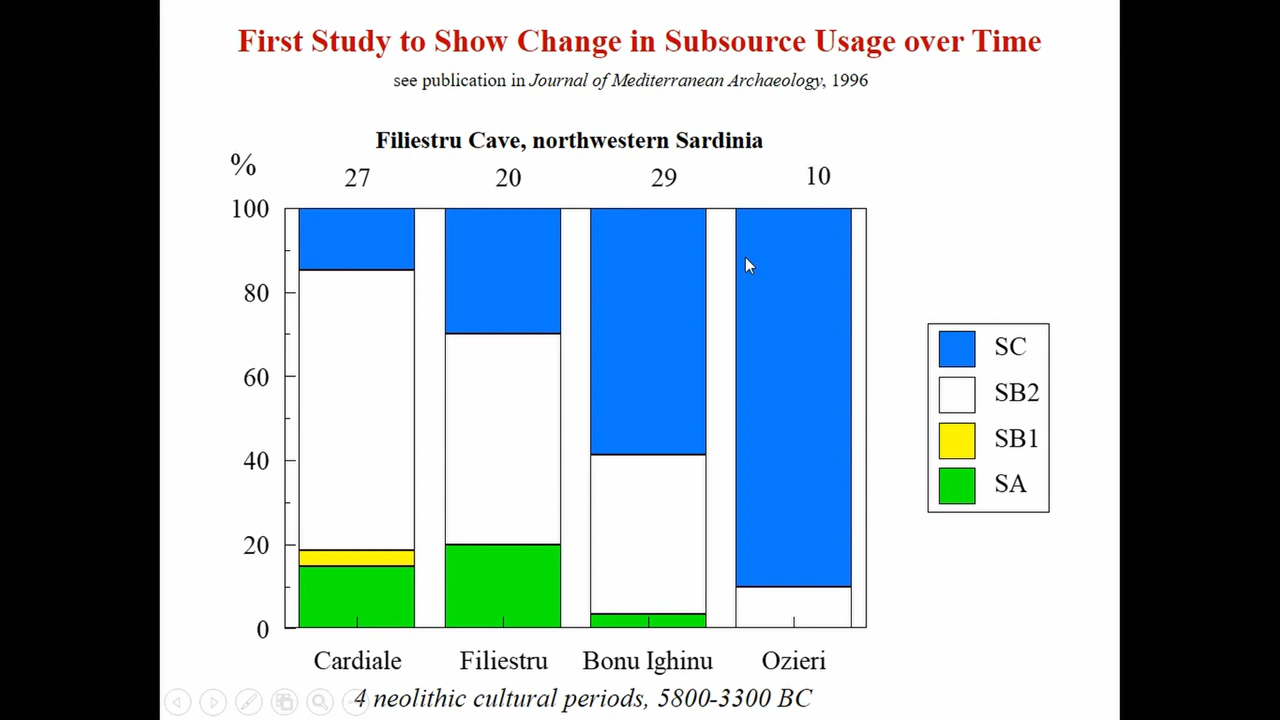 First Study to Show Change in Subsource Usage over Time
see publication in Journal of Mediterranean Archaeology, 1996
Filiestru Cave, northwestern Sardinia
%
27 20 29 10
100
80
60
40
20
0
SC
SB2
SB1
SA
Cardiale Filiestru Bonu Ighinu Ozieri
4 neolithic cultural periods, 5800-3300 BC